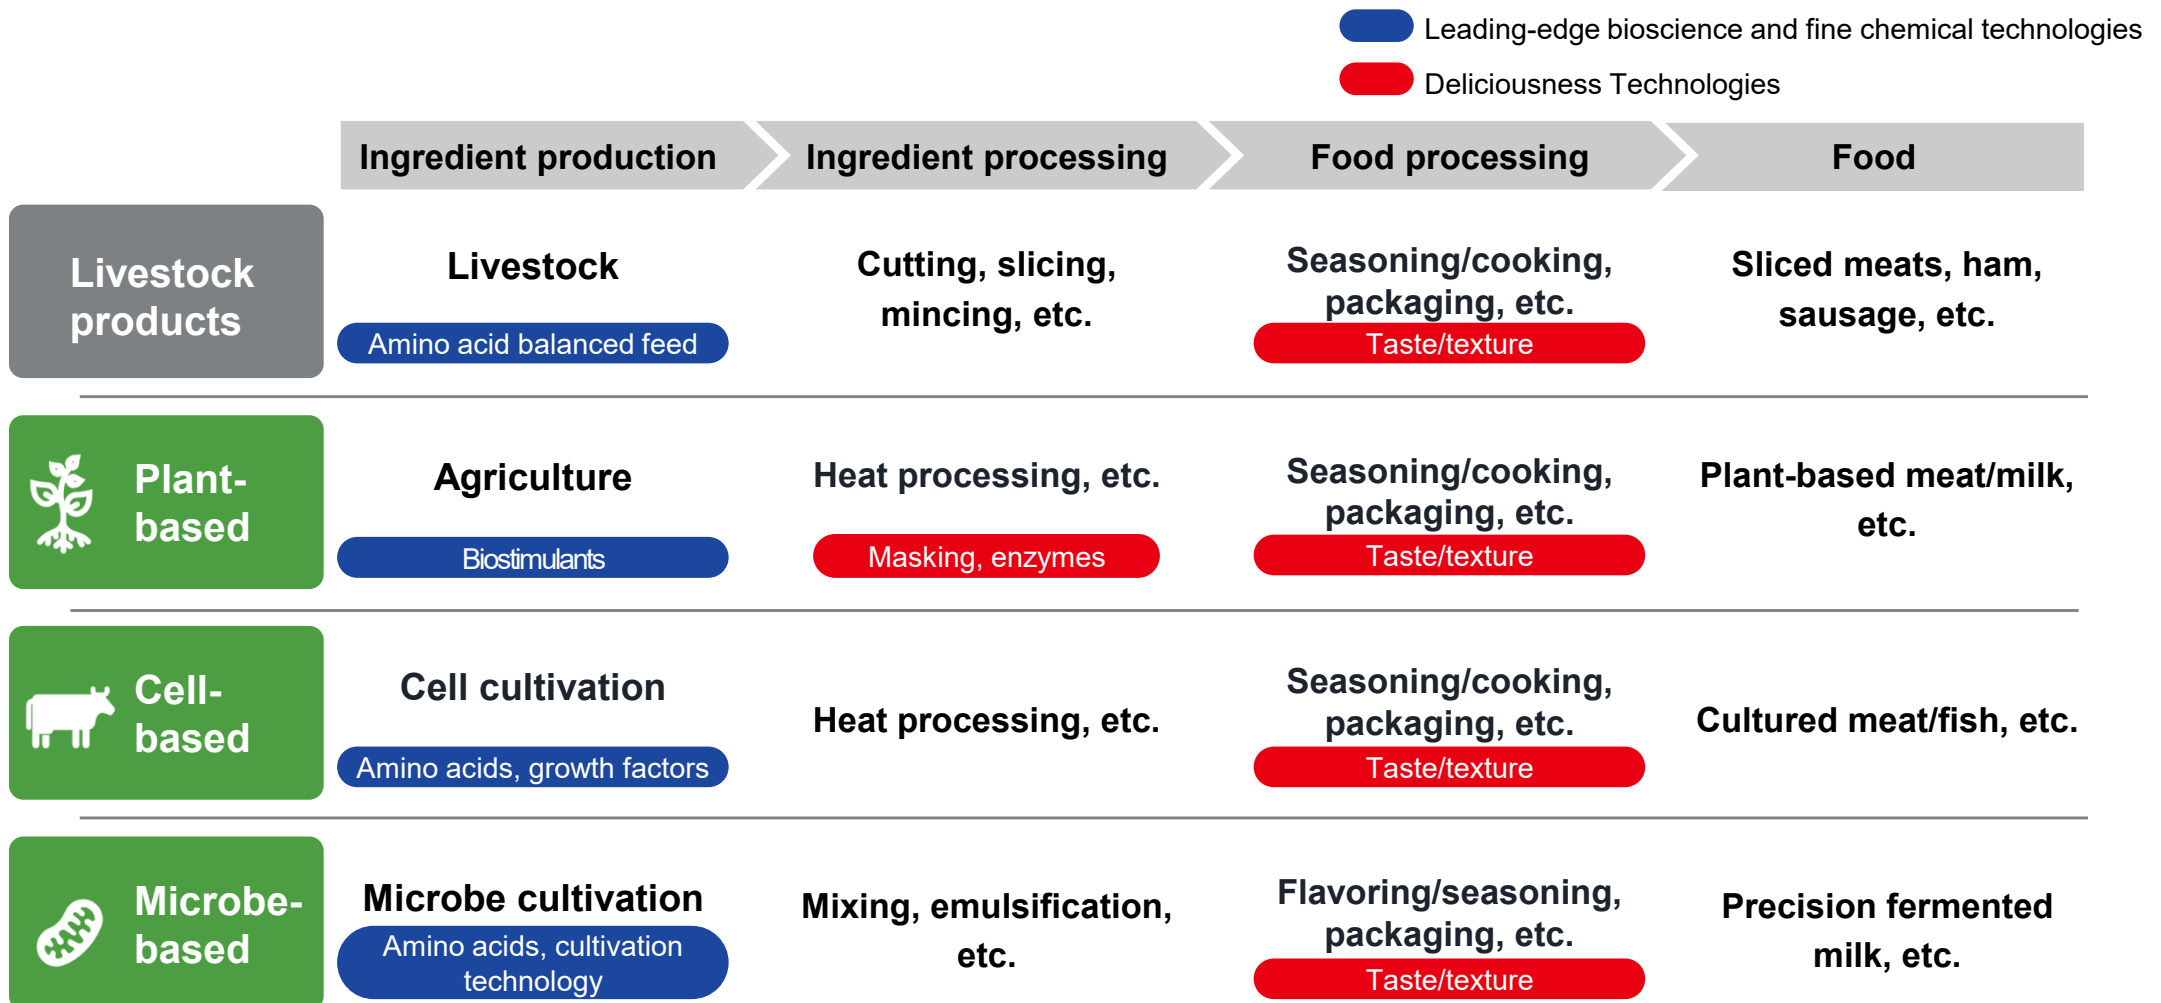 Leading-edge bioscience and fine chemical technologies
Deliciousness Technologies
Ingredient production
Ingredient processing
Food processing
Food
Livestock
products
Livestock
Amino acid balanced feed
Cutting, slicing,
mincing, etc.
Seasoning/cooking,
packaging, etc.
Taste/texture
Sliced meats, ham,
sausage, etc.
Plant-
based
Agriculture
Biostimulants
Heat processing, etc.
Masking, enzymes
Seasoning/cooking,
packaging, etc.
Taste/texture
Plant-based meat/milk,
etc.
Cell-
based
Cell cultivation
Amino acids, growth factors
Heat processing, etc.
Seasoning/cooking,
packaging, etc.
Taste/texture
Cultured meat/fish, etc.
Microbe-
based
Microbe cultivation
Amino acids, cultivation
technology
Mixing, emulsification,
etc.
Flavoring/seasoning,
packaging, etc.
Taste/texture
Precision fermented
milk, etc.